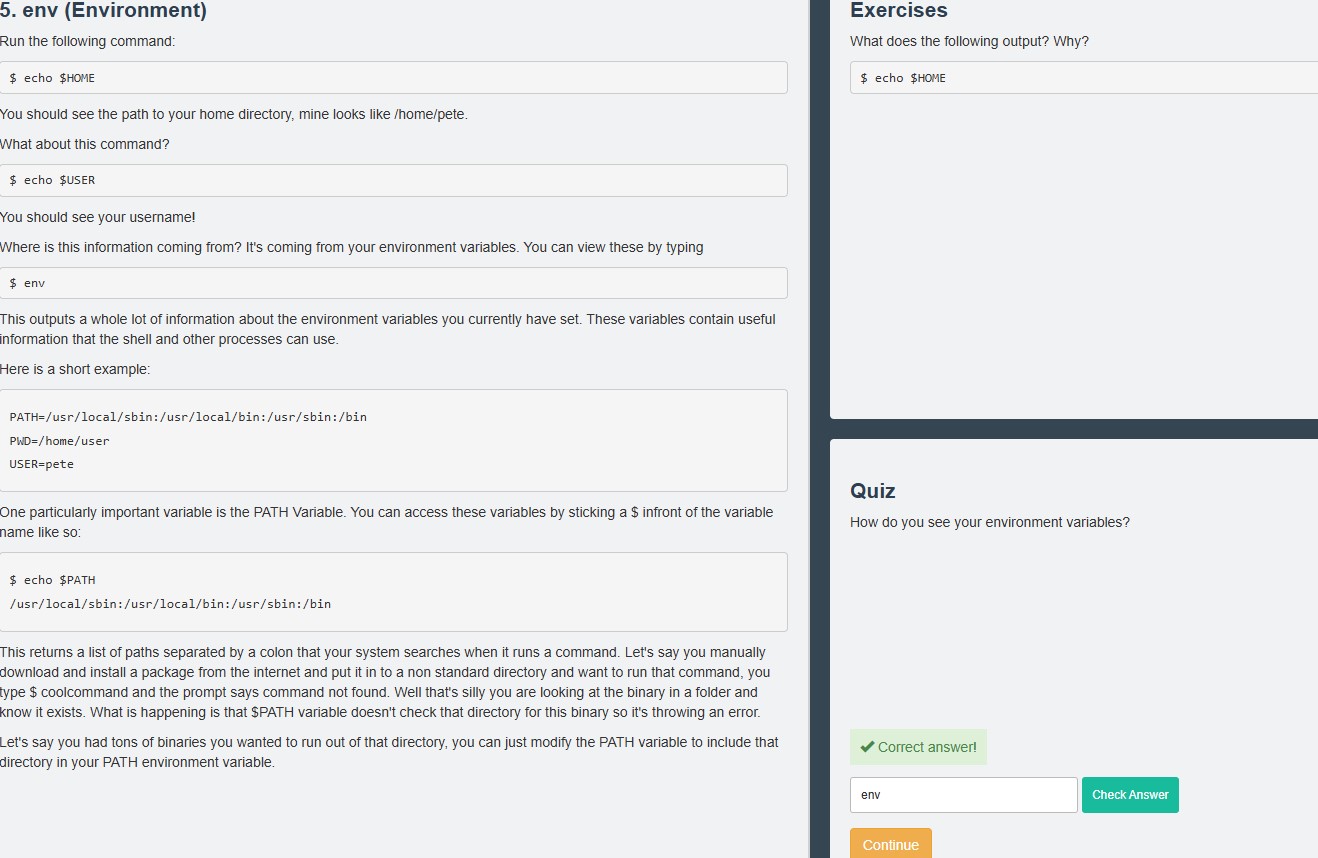 5. env (Environment)
Run the following command:
$ echo $HOME
You should see the path to your home directory, mine looks like /home/pete.
What about this command?
$ echo $USER
You should see your username!
Where is this information coming from? It's coming from your environment variables. You can view these by typing
$ env
This outputs a whole lot of information about the environment variables you currently have set. These variables contain useful
information that the shell and other processes can use.
Here is a short example:
PATH=/usr/local/sbin:/usr/local/bin:/usr/sbin:/bin
PWD=/home/user
USER=pete
One particularly important variable is the PATH Variable. You can access these variables by sticking a $ infront of the variable
name like so:
$ echo $PATH
/usr/local/sbin:/usr/local/bin:/usr/sbin:/bin
This returns a list of paths separated by a colon that your system searches when it runs a command. Let's say you manually
download and install a package from the internet and put it in to a non standard directory and want to run that command, you
type $ coolcommand and the prompt says command not found. Well that's silly you are looking at the binary in a folder and
know it exists. What is happening is that $PATH variable doesn't check that directory for this binary so it's throwing an error.
Let's say you had tons of binaries you wanted to run out of that directory, you can just modify the PATH variable to include that
directory in your PATH environment variable.
Exercises
What does the following output? Why?
$ echo $HOME
Quiz
How do you see your environment variables?
Correct answer!
env
Check Answer
Continue